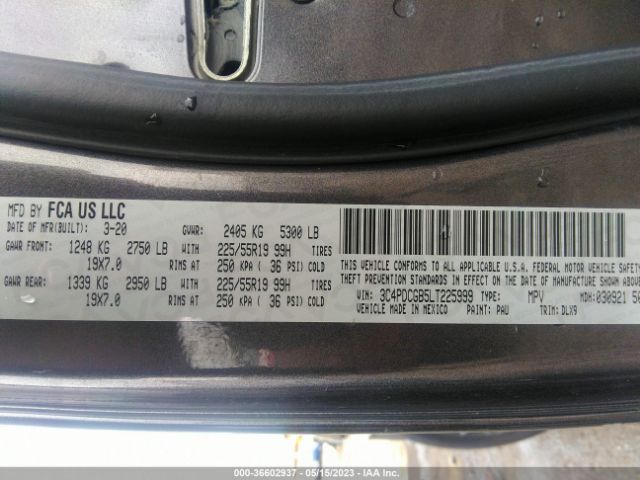 MFD BY FCA US LLC
DATE OF MFR(BUILT): 3-20 GVWR: 2405 KG 5300 LB
GAWR FRONT: 1248 KG 2750 LB WITH 225/55R19 99H TIRES
19X7.0 RIMS AT 250 KPA ( 36 PSI) COLD
GAWR REAR: 1339 KG 2950 LB WITH 225/55R19 99H TIRES
19X7.0 RIMS AT 250 KPA ( 36 PSI) COLD
THIS VEHICLE CONFORMS TO ALL APPLICABLE U.S.A. FEDERAL MOTOR VEHICLE SAFETY
THEFT PREVENTION STANDARDS IN EFFECT ON THE DATE OF MANUFACTURE
VIN: 3C4PDCGB5LT225999 TYPE: MPV MDH: 030921
VEHICLE MADE IN MEXICO PAINT: PAU TRIM: DLX9
000-36602937 - 05/15/2023 - IAA Inc.